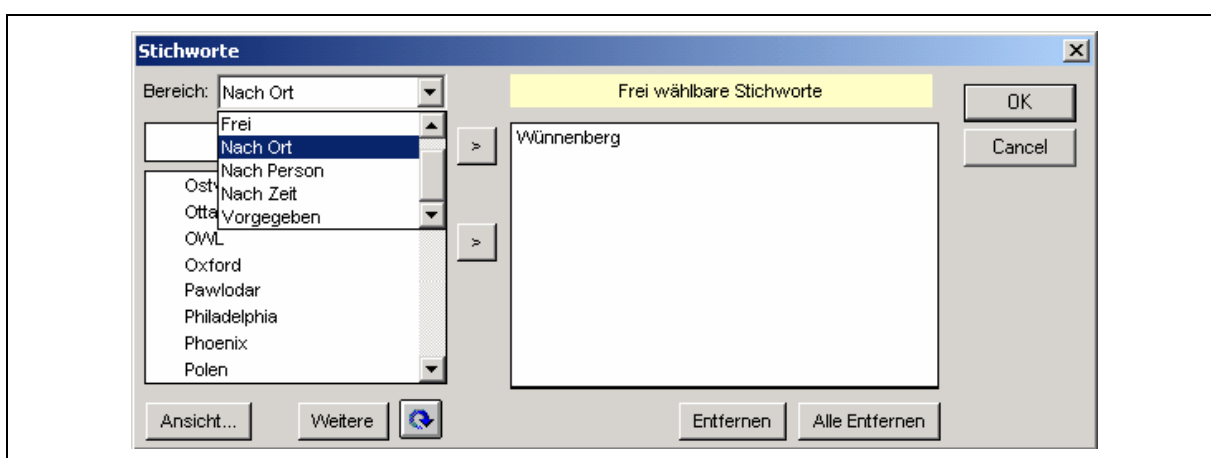 Stichworte
Bereich: Nach Ort
Frei
Nach Ort
Nach Person
Nach Zeit
Vorgegeben
OWL
Oxford
Pawlodar
Philadelphia
Phoenix
Polen
Ansicht...
Weitere
>
>
Frei wählbare Stichworte
Wünnenberg
Entfernen
Alle Entfernen
OK
Cancel